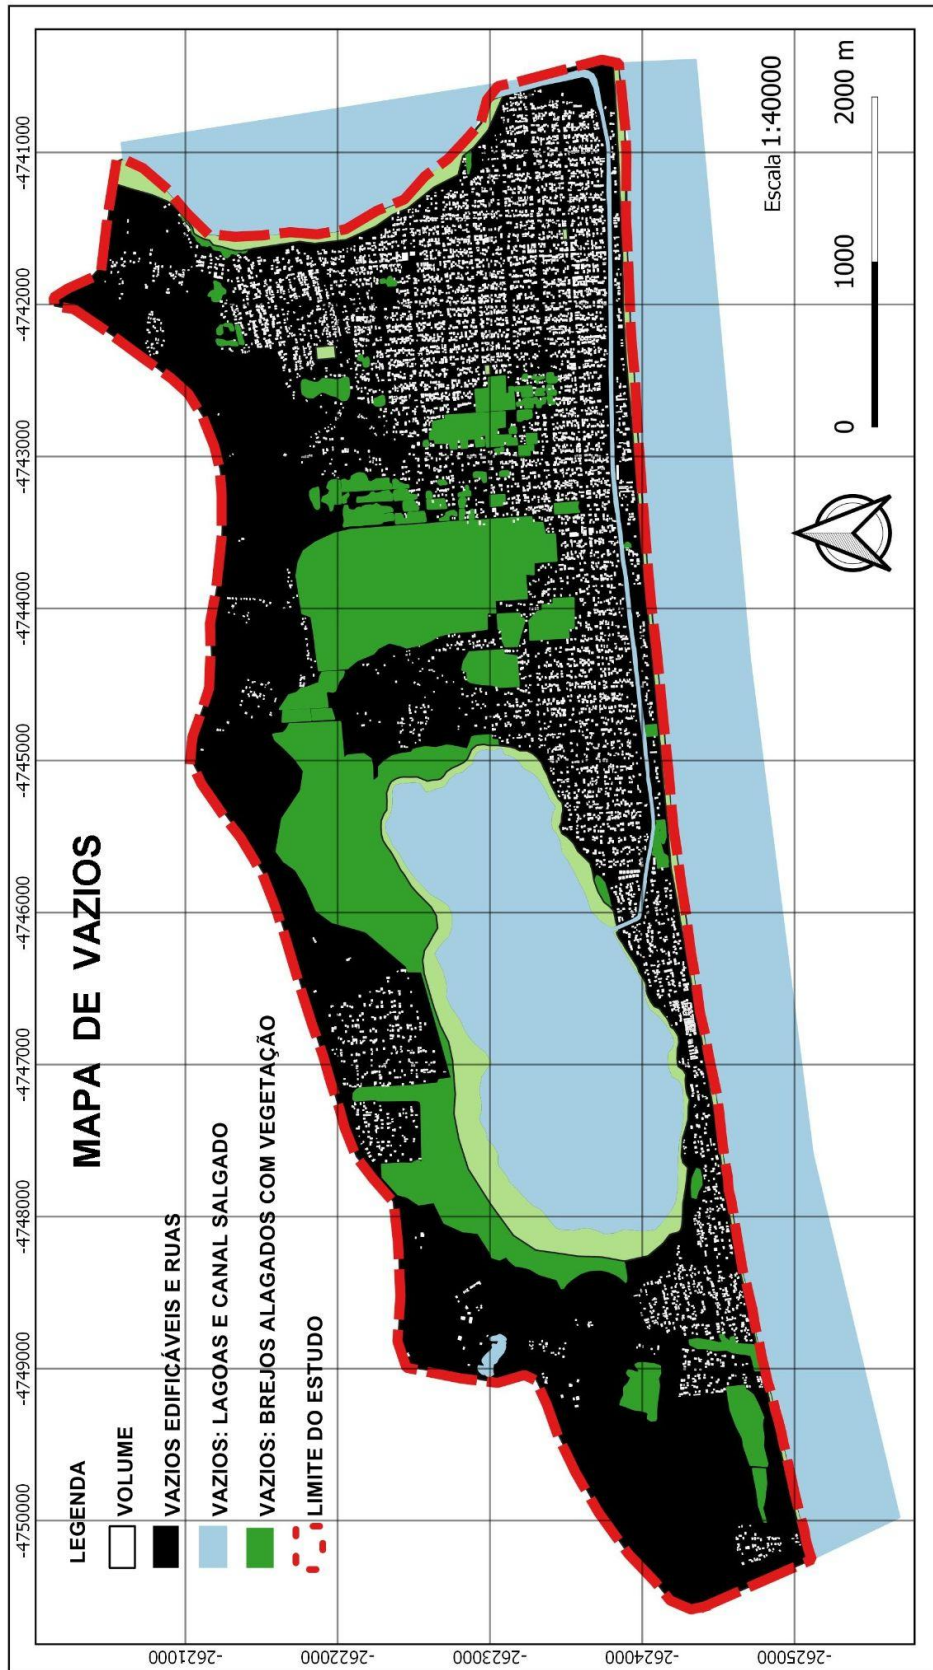 MAPA DE VAZIOS
LEGENDA
VOLUME
VAZIOS EDIFICÁVEIS E RUAS
VAZIOS: LAGOAS E CANAL SALGADO
VAZIOS: BREJOS ALAGADOS COM VEGETAÇÃO
LIMITE DO ESTUDO
-4750000
-4749000
-4748000
-4747000
-4746000
-4745000
-4744000
-4743000
-4742000
-4741000
-2621000
-2622000
-2623000
-2624000
-2625000
Escala 1:40000
0 1000 2000 m